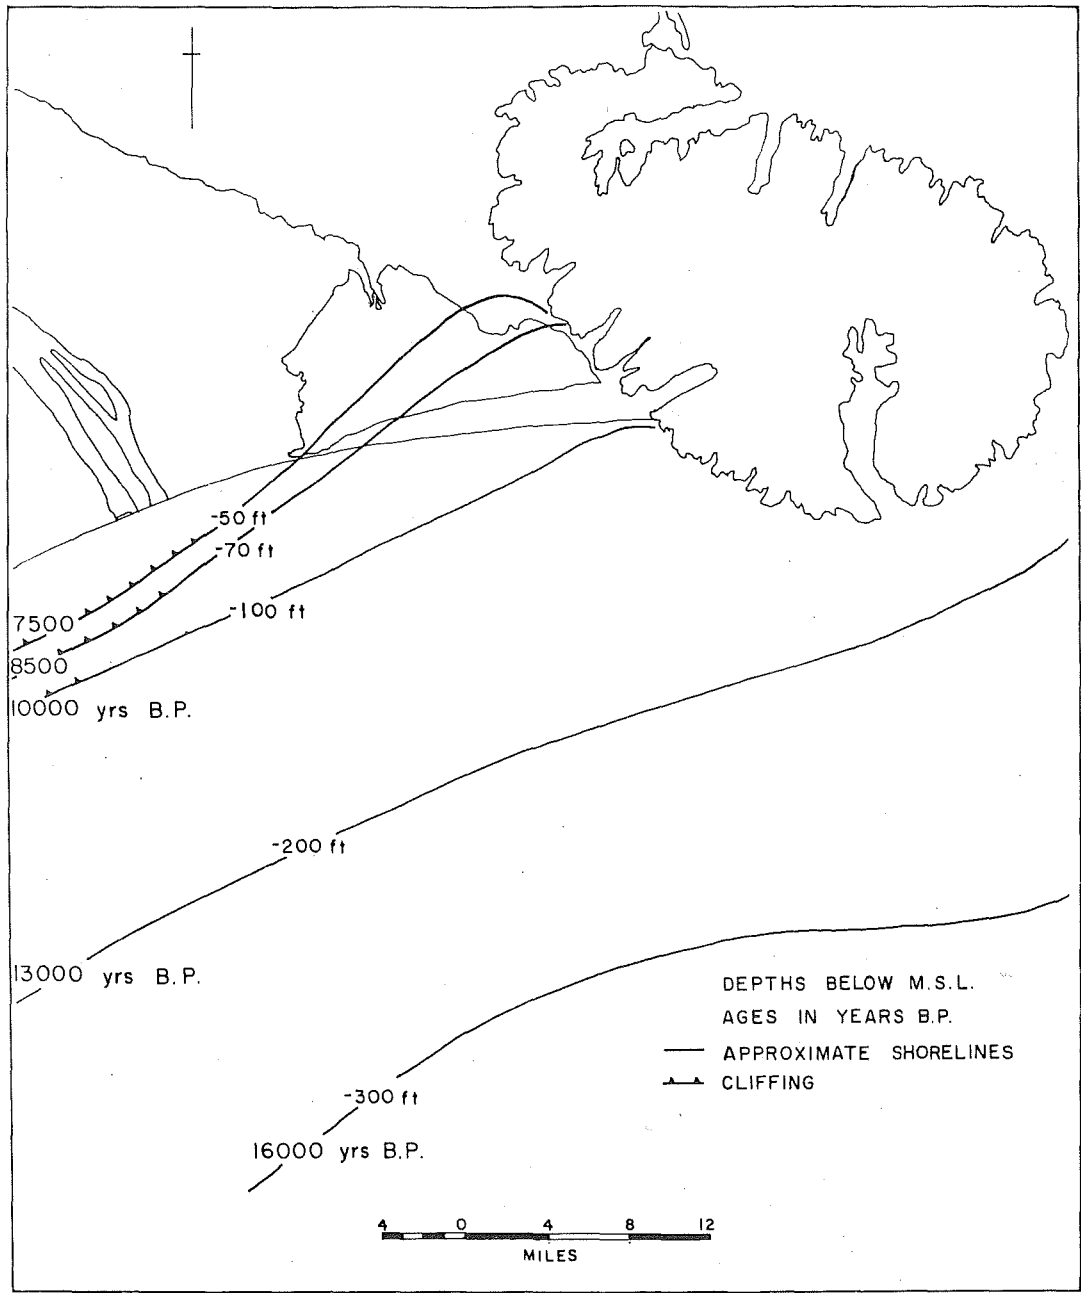 -50 ft
-70 ft
-100 ft
7500
8500
10000 yrs B.P.
-200 ft
13000 yrs B.P.
DEPTHS BELOW M.S.L.
AGES IN YEARS B.P.
APPROXIMATE SHORELINES
CLIFFING
-300 ft
16000 yrs B.P.
4 0 4 8 12
MILES